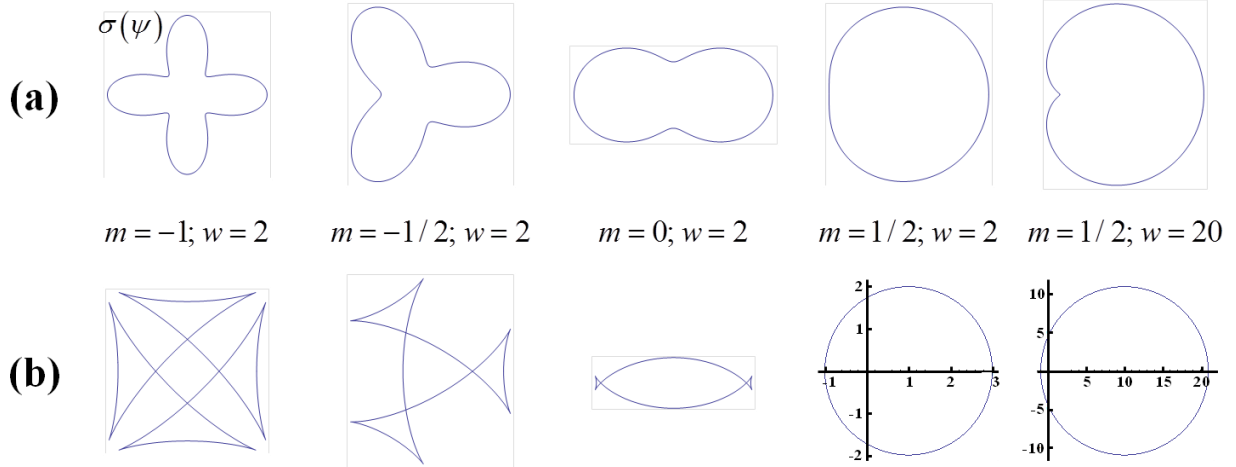 σ(ψ)
(a)
m = −1; w = 2 m = −1/2; w = 2 m = 0; w = 2 m = 1/2; w = 2 m = 1/2; w = 20
(b)
2
1
-1 1 2 3
-1
-2
10
5
5 10 15 20
-5
-10